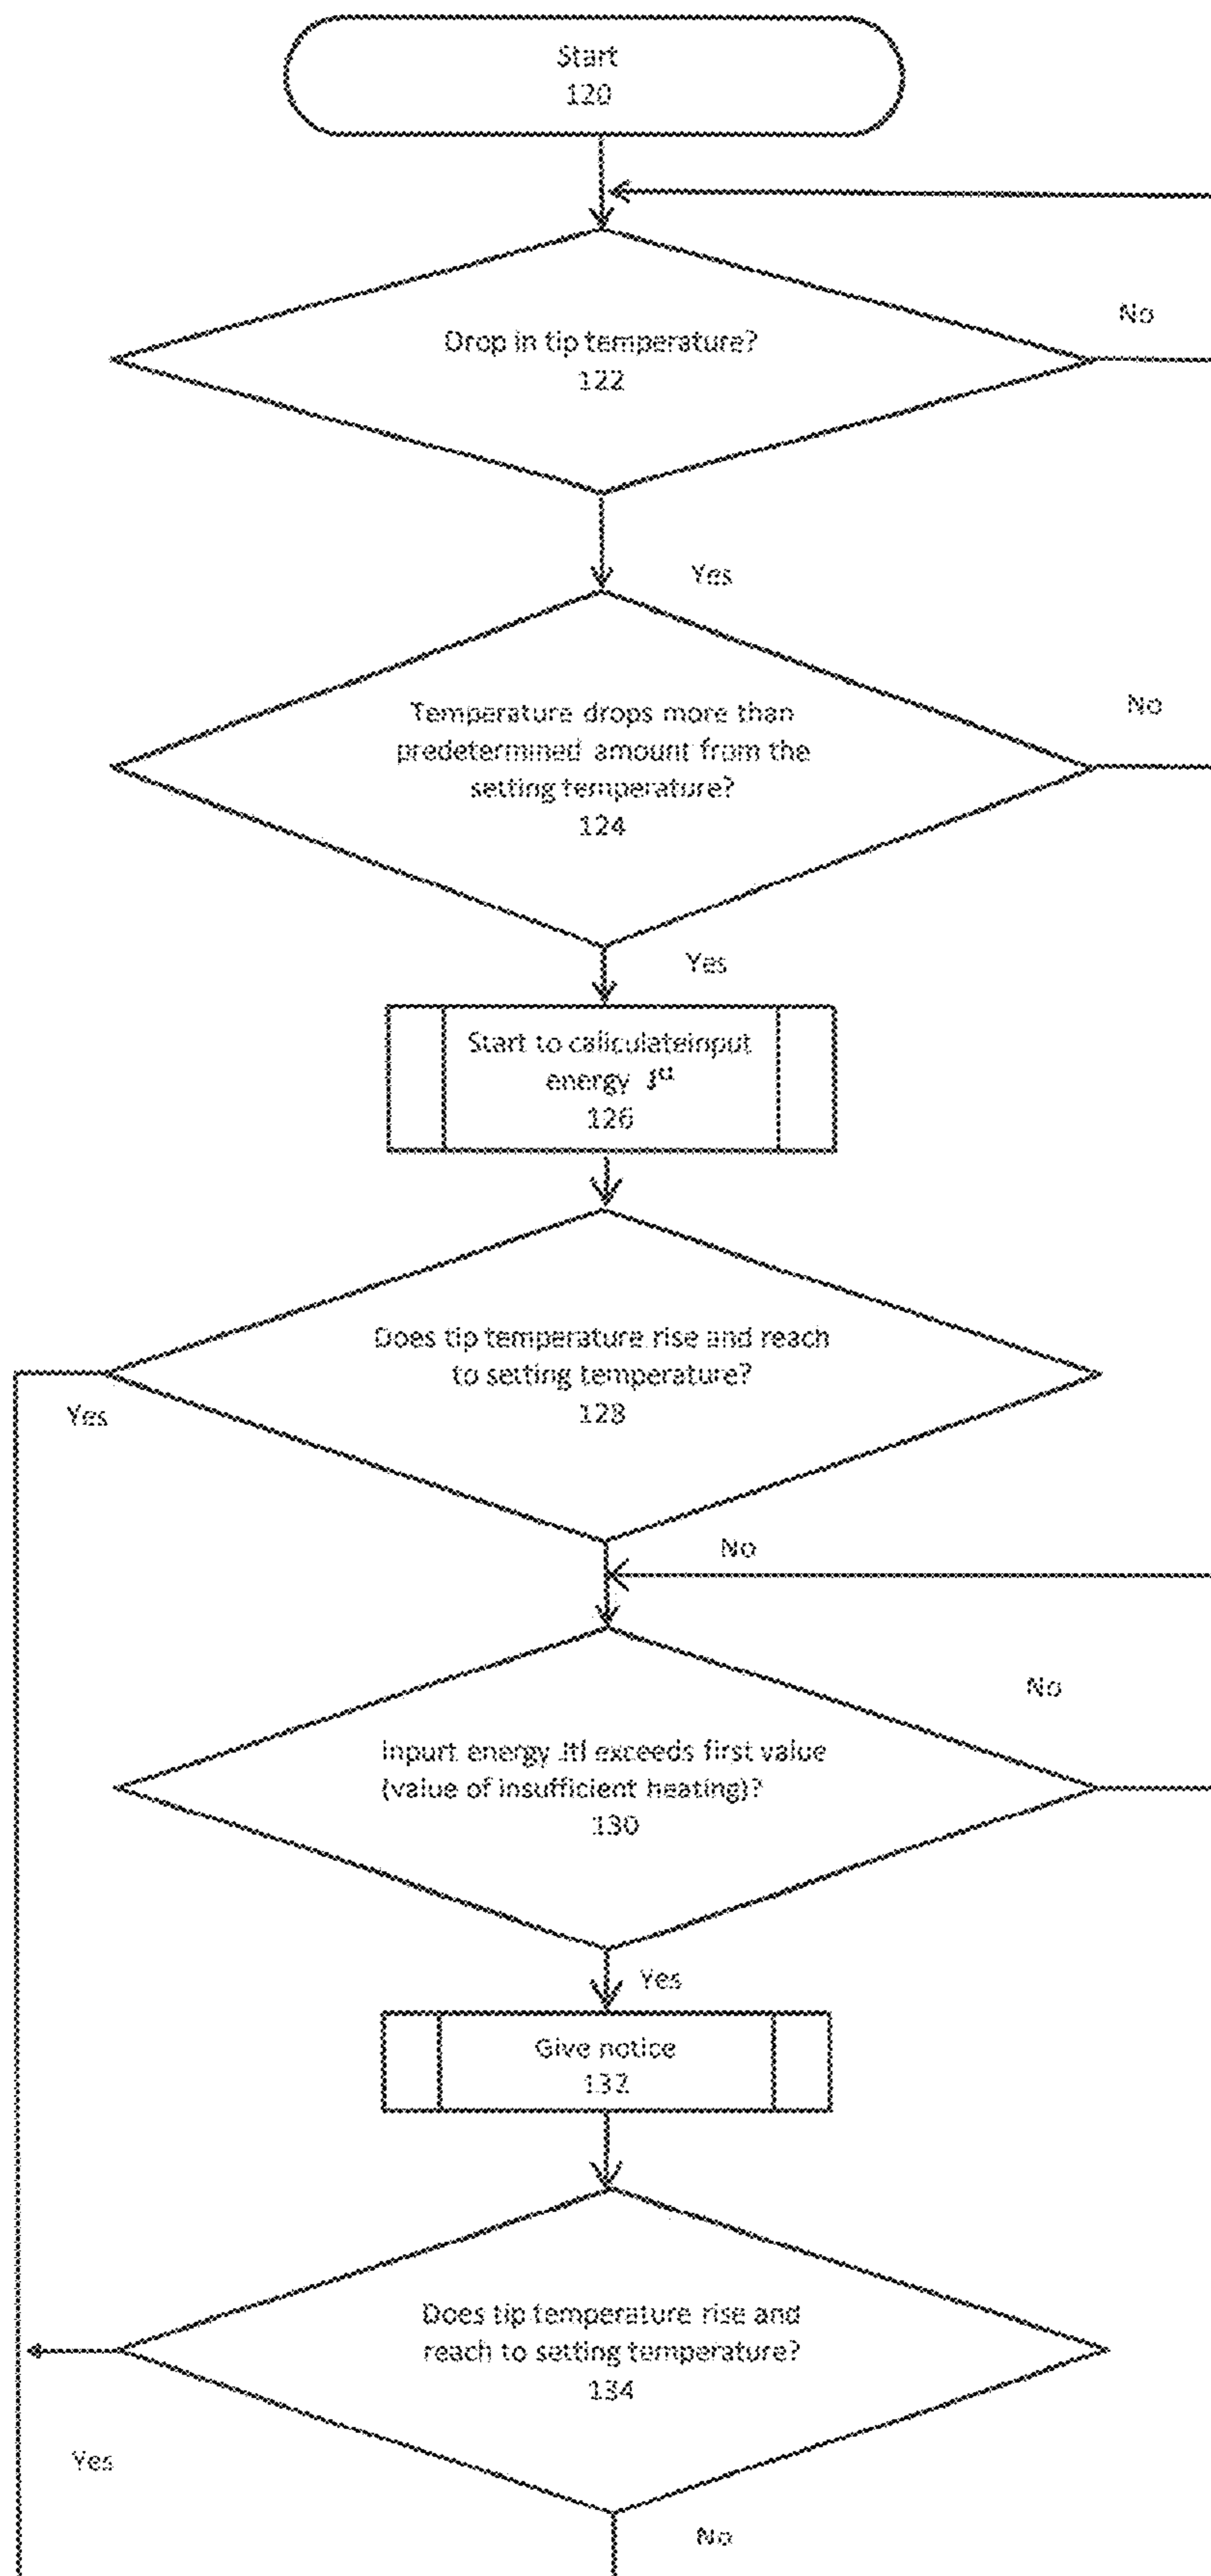 Start
120
Drop in tip temperature?
122
No
Yes
Temperature drops more than
predetermined amount from the
setting temperature?
124
No
Yes
Start to caliculateinput
energy
126
Does tip temperature rise and reach
to setting temperature?
128
Yes
No
No
Inpurt energy exceeds first value
(value of insufficient heating)?
130
Yes
Give notice
132
Does tip temperature rise and
reach to setting temperature?
134
Yes
No